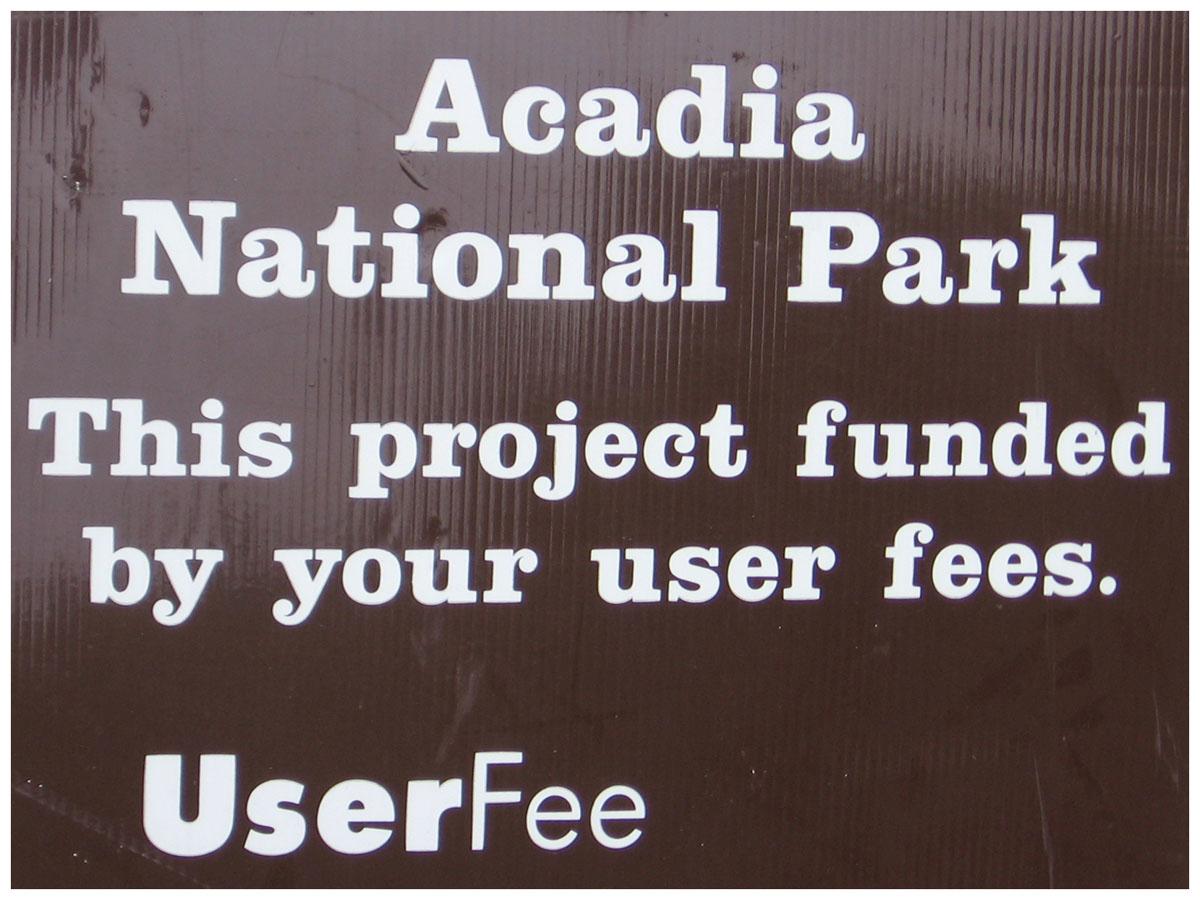 Acadia
National Park
This project funded
by your user fees.
UserFee